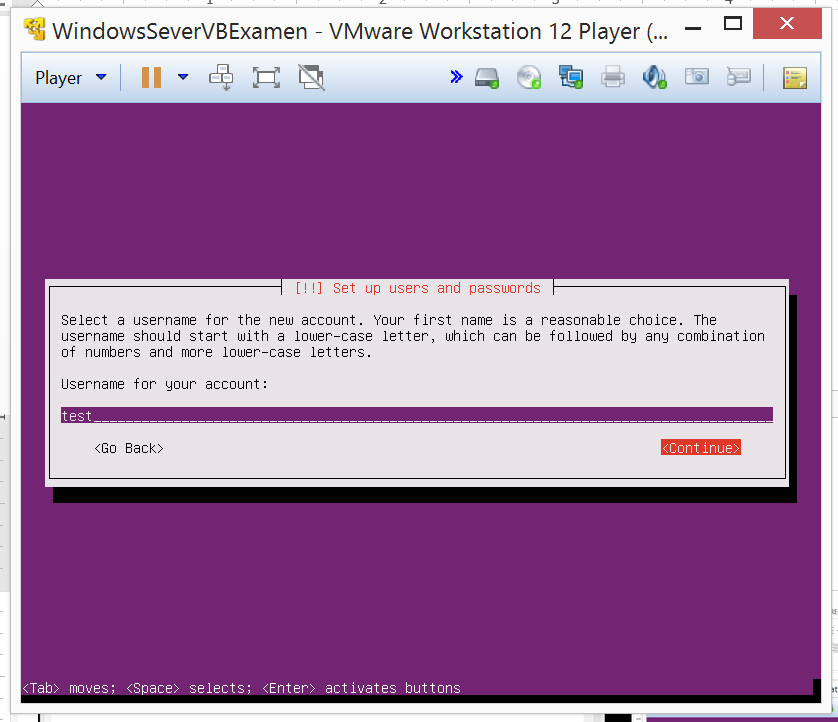 WindowsSeverVBExamen - VMware Workstation 12 Player (...
Player
[!!] Set up users and passwords
Select a username for the new account. Your first name is a reasonable choice. The
username should start with a lower-case letter, which can be followed by any combination
of numbers and more lower-case letters.
Username for your account:
test
<Go Back> <Continue>
<Tab> moves; <Space> selects; <Enter> activates buttons